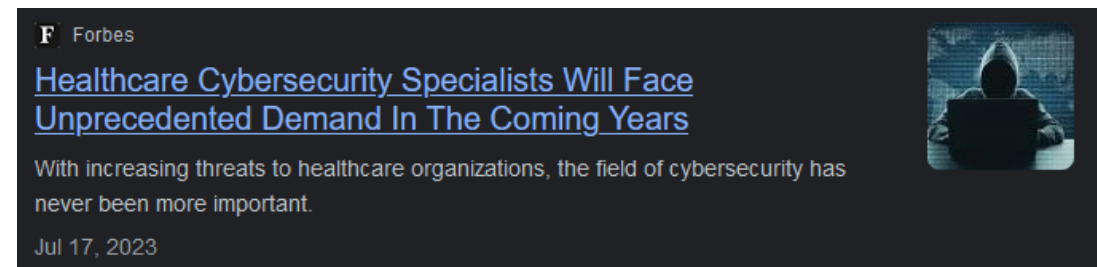 F Forbes
Healthcare Cybersecurity Specialists Will Face
Unprecedented Demand In The Coming Years
With increasing threats to healthcare organizations, the field of cybersecurity has
never been more important.
Jul 17, 2023